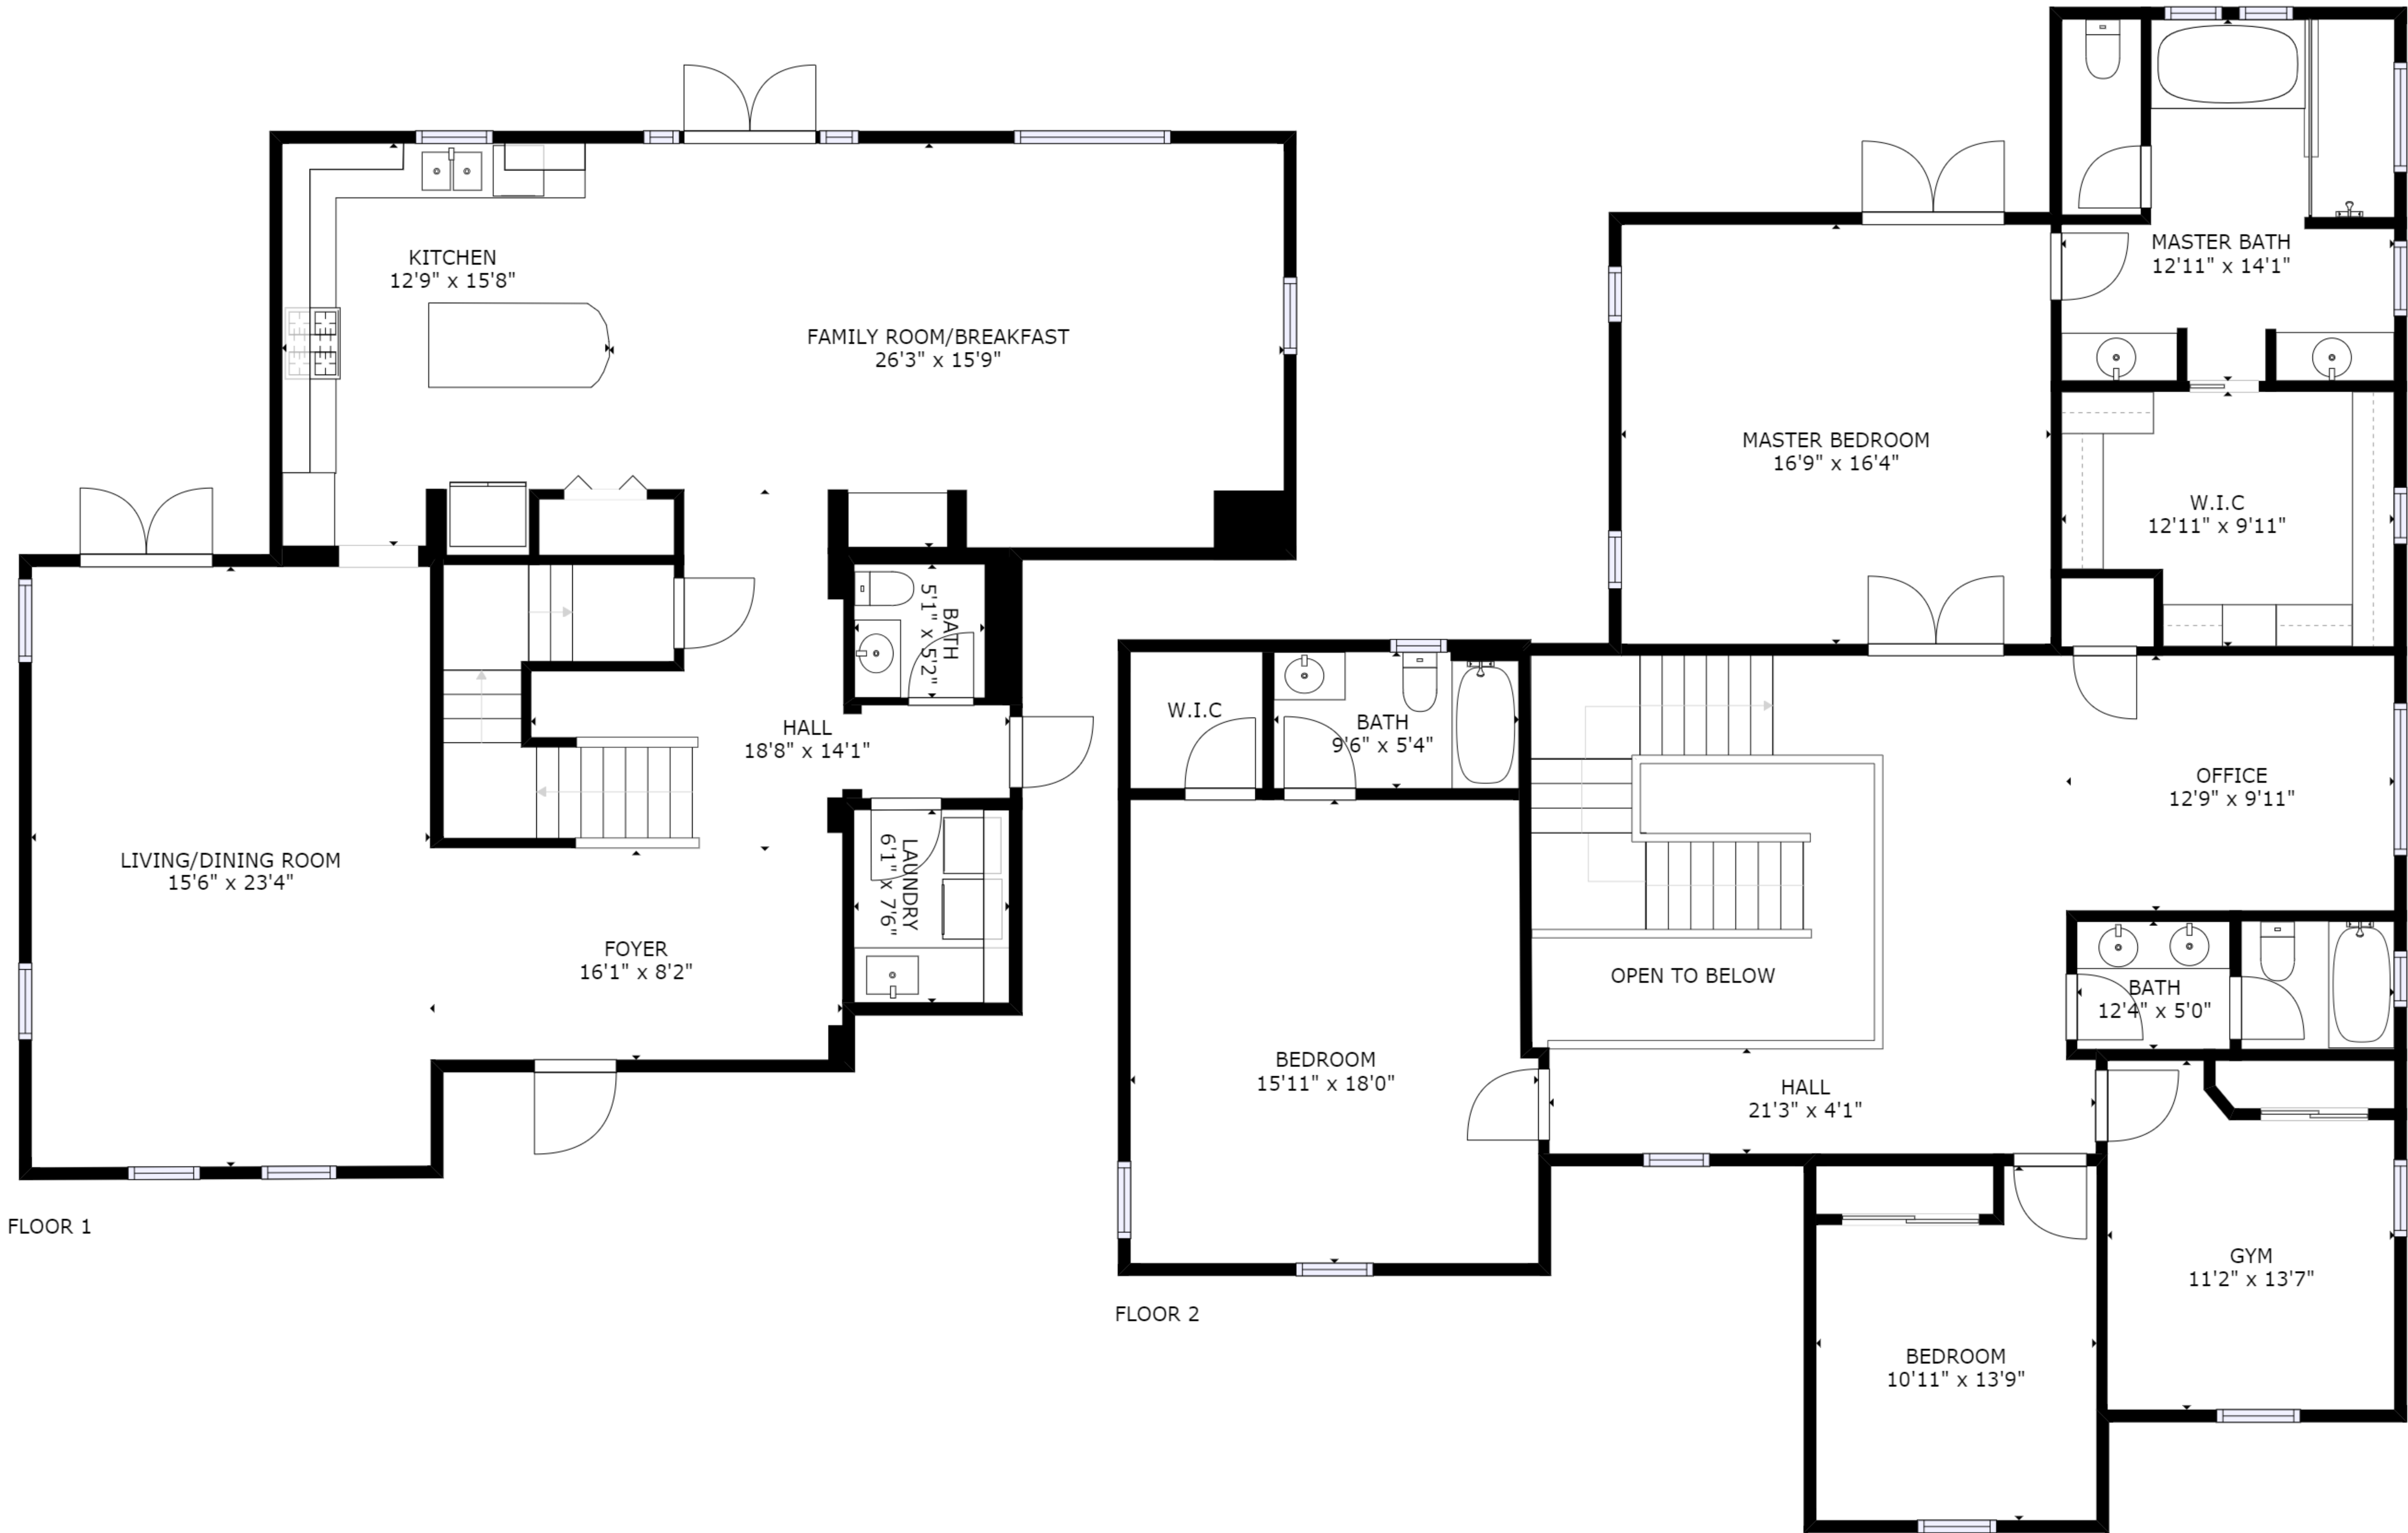 KITCHEN
12'9" x 15'8"
FAMILY ROOM/BREAKFAST
26'3" x 15'9"
BATH
5'1" x 5'2"
HALL
18'8" x 14'1"
LIVING/DINING ROOM
15'6" x 23'4"
LAUNDRY
6'1" x 7'6"
FOYER
16'1" x 8'2"
FLOOR 1
MASTER BATH
12'11" x 14'1"
MASTER BEDROOM
16'9" x 16'4"
W.I.C
12'11" x 9'11"
W.I.C
BATH
9'6" x 5'4"
OFFICE
12'9" x 9'11"
OPEN TO BELOW
BATH
12'4" x 5'0"
BEDROOM
15'11" x 18'0"
HALL
21'3" x 4'1"
GYM
11'2" x 13'7"
BEDROOM
10'11" x 13'9"
FLOOR 2